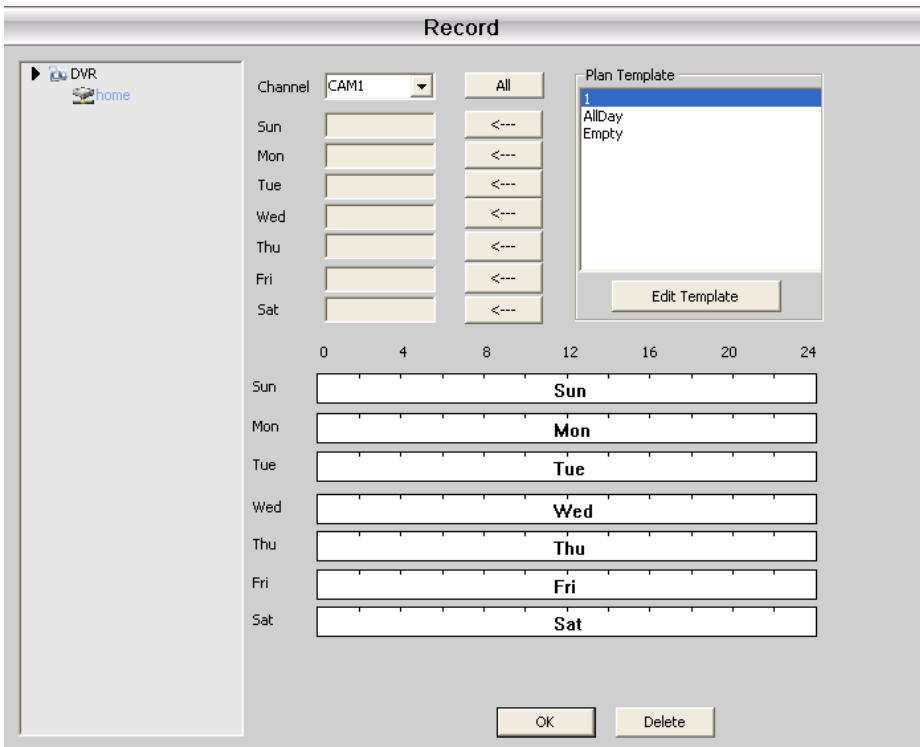 Record
DVR
home
Channel CAM1 All
Sun <---
Mon <---
Tue <---
Wed <---
Thu <---
Fri <---
Sat <---
Plan Template
1
AllDay
Empty
Edit Template
0 4 8 12 16 20 24
Sun Sun
Mon Mon
Tue Tue
Wed Wed
Thu Thu
Fri Fri
Sat Sat
OK Delete